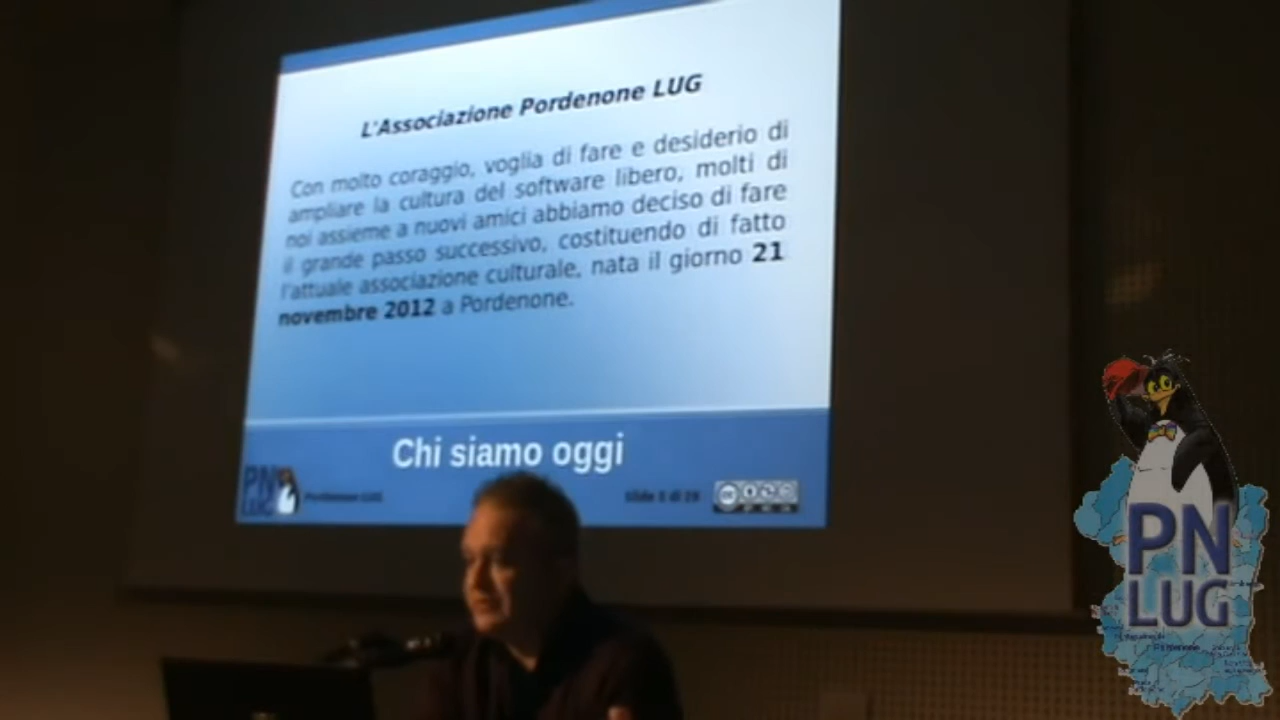 L'Associazione Pordenone LUG
Con molto coraggio, voglia di fare e desiderio di
ampliare la cultura del software libero, molti di
noi assieme a nuovi amici abbiamo deciso di fare
il grande passo successivo, costituendo di fatto
l'attuale associazione culturale, nata il giorno 21
novembre 2012 a Pordenone.
Chi siamo oggi
PN
LUG
Pordenone LUG
PN
LUG